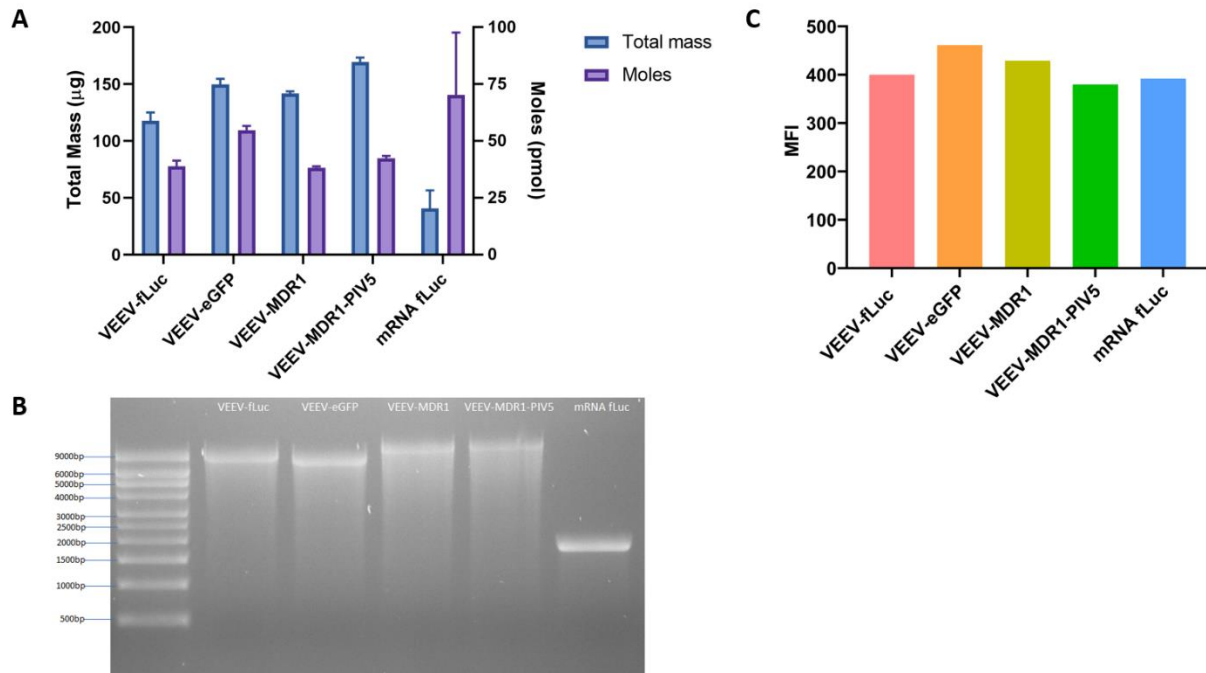 A
Total Mass (µg)
200
150
100
50
0
Moles (pmol)
100
75
50
25
0
Total mass
Moles
VEEV-fLuc
VEEV-eGFP
VEEV-MDR1
VEEV-MDR1-PIV5
mRNA fLuc
C
MFI
500
400
300
200
100
0
VEEV-fLuc
VEEV-eGFP
VEEV-MDR1
VEEV-MDR1-PIV5
mRNA fLuc
B
VEEV-fLuc VEEV-eGFP VEEV-MDR1 VEEV-MDR1-PIV5 mRNA fLuc
9000bp
6000bp
5000bp
4000bp
3000bp
2500bp
2000bp
1500bp
1000bp
500bp